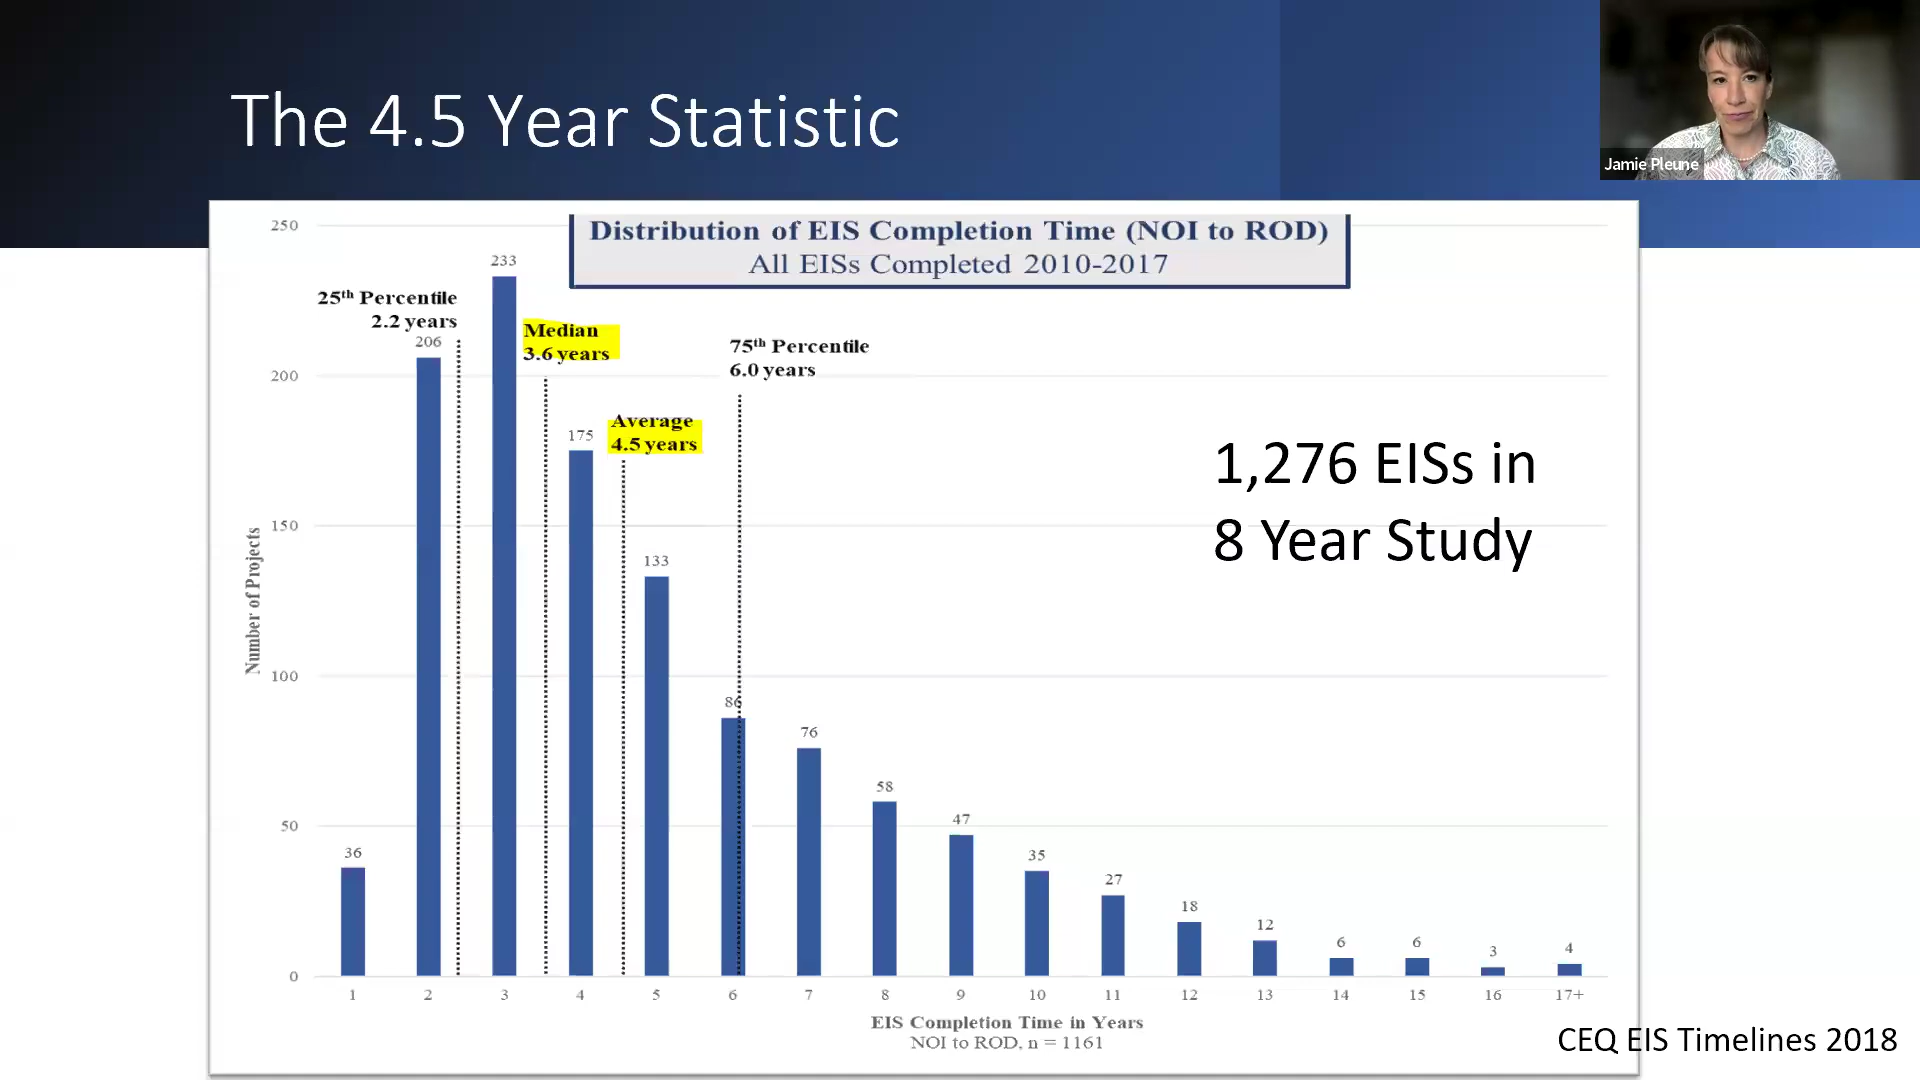 The 4.5 Year Statistic
Jamie Pleune
Distribution of EIS Completion Time (NOI to ROD)
All EISs Completed 2010-2017
250
200
150
100
50
0
Number of Projects
25th Percentile
2.2 years
Median
3.6 years
Average
4.5 years
75th Percentile
6.0 years
36
206
233
175
133
86
76
58
47
35
27
18
12
6
6
3
4
1,276 EISs in
8 Year Study
1 2 3 4 5 6 7 8 9 10 11 12 13 14 15 16 17+
EIS Completion Time in Years
NOI to ROD, n = 1161
CEQ EIS Timelines 2018